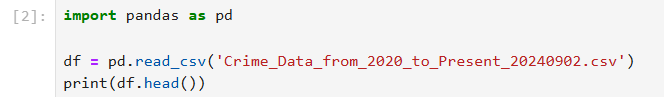 [2]: import pandas as pd
df = pd.read_csv('Crime_Data_from_2020_to_Present_20240902.csv')
print(df.head())